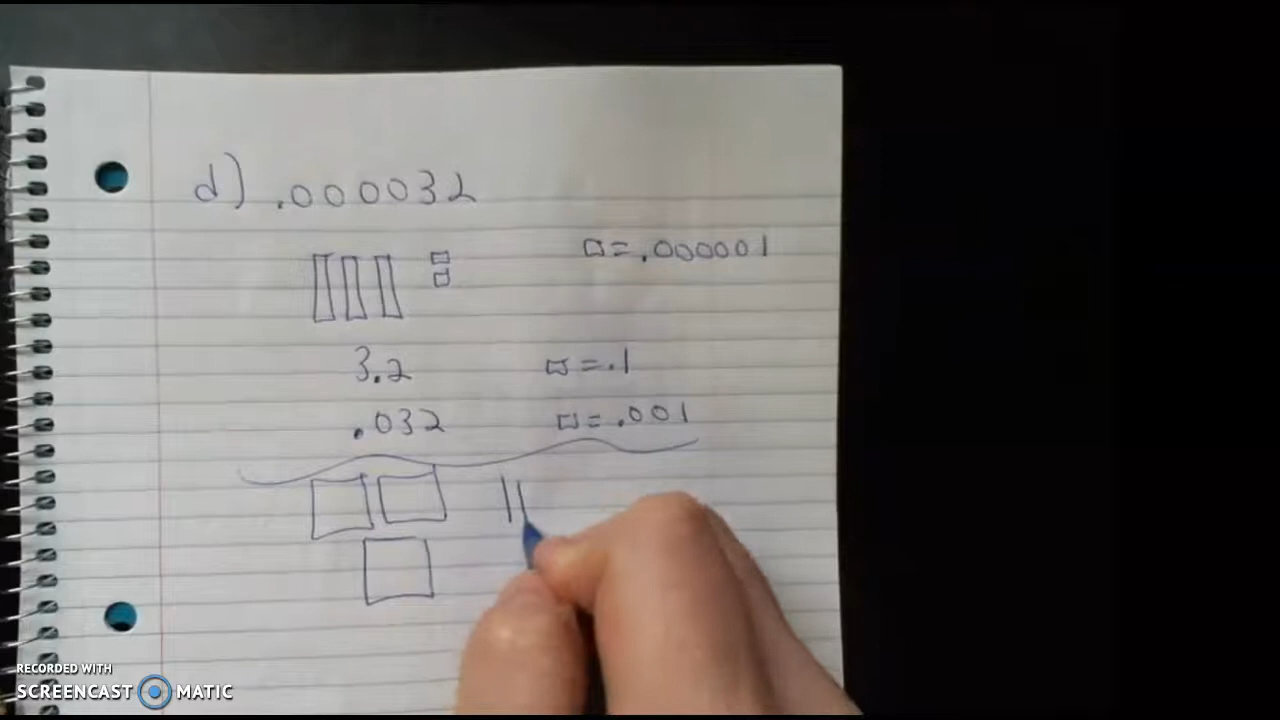 d) .000032
□=.000001
3.2 □=.1
.032 □=.001
RECORDED WITH
SCREENCAST MATIC